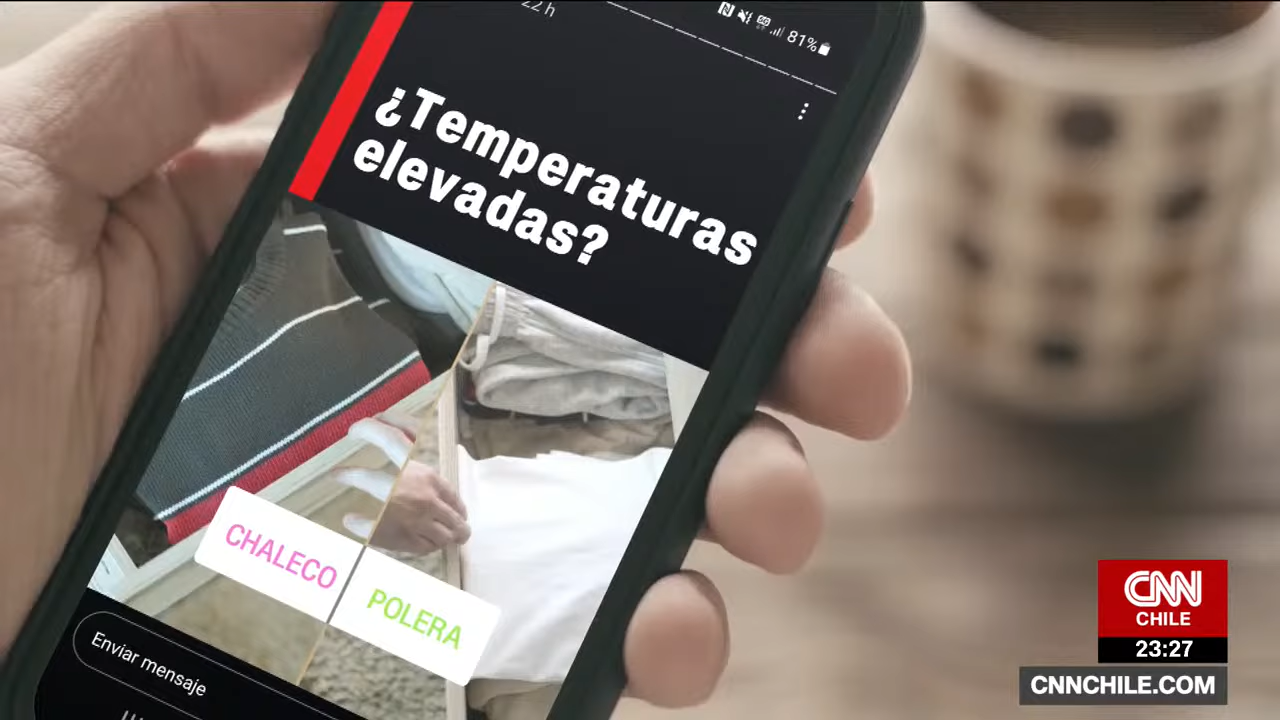 22 h
81%
¿Temperaturas
elevadas?
CHALECO
POLERA
Enviar mensaje
CNN
CHILE
23:27
CNNCHILE.COM